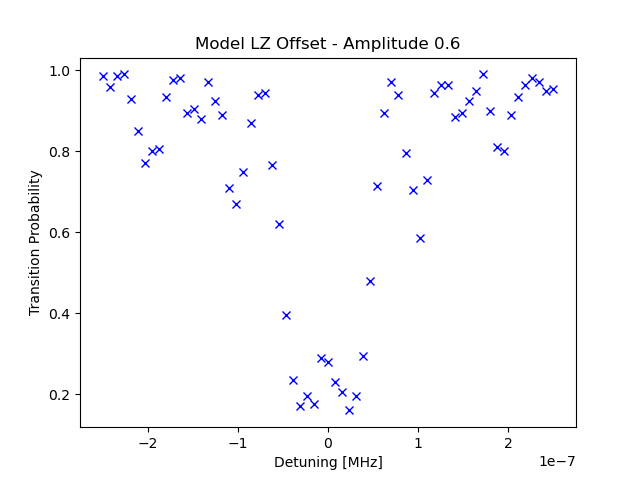 Model LZ Offset - Amplitude 0.6
Transition Probability
1.0
0.8
0.6
0.4
0.2
−2
−1
0
1
2
1e−7
Detuning [MHz]